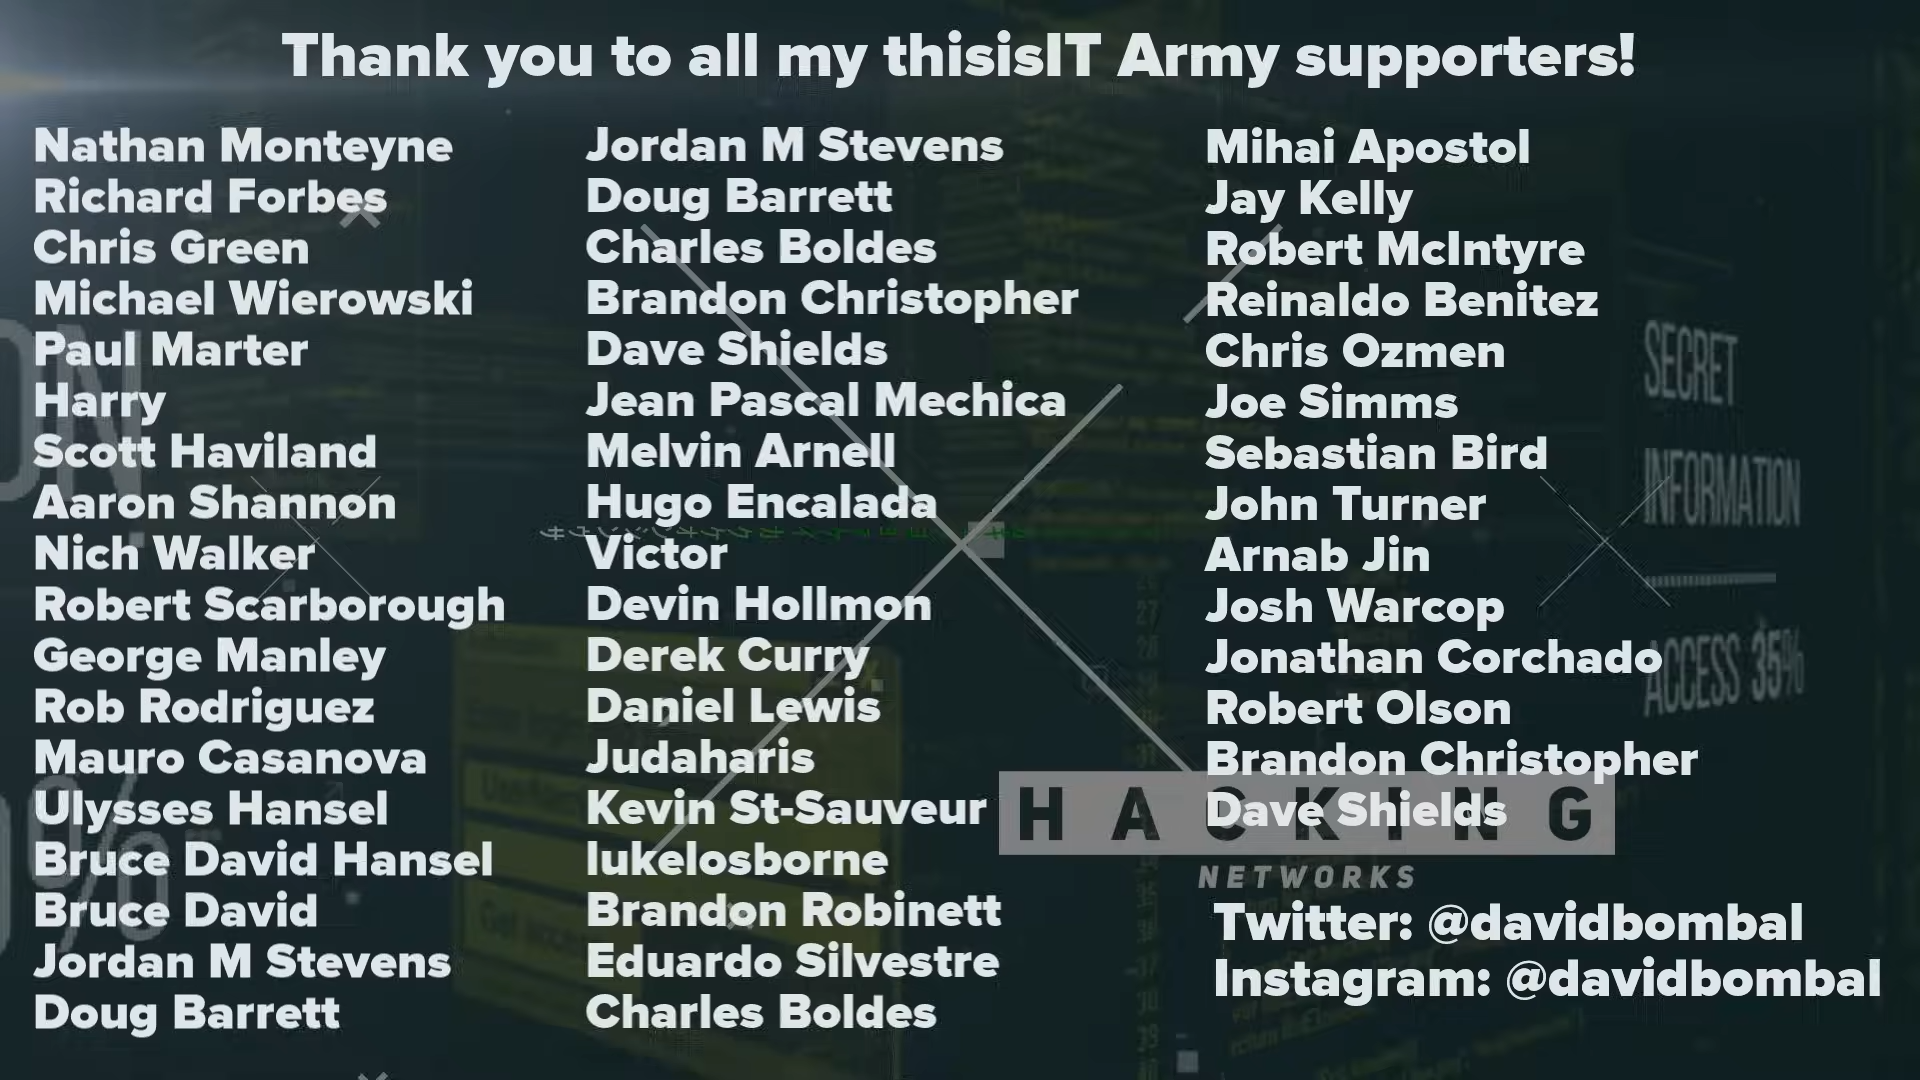 Thank you to all my thisisIT Army supporters!
Nathan Monteyne
Richard Forbes
Chris Green
Michael Wierowski
Paul Marter
Harry
Scott Haviland
Aaron Shannon
Nich Walker
Robert Scarborough
George Manley
Rob Rodriguez
Mauro Casanova
Ulysses Hansel
Bruce David Hansel
Bruce David
Jordan M Stevens
Doug Barrett
Jordan M Stevens
Doug Barrett
Charles Boldes
Brandon Christopher
Dave Shields
Jean Pascal Mechica
Melvin Arnell
Hugo Encalada
Victor
Devin Hollmon
Derek Curry
Daniel Lewis
Judaharis
Kevin St-Sauveur
lukelosborne
Brandon Robinett
Eduardo Silvestre
Charles Boldes
Mihai Apostol
Jay Kelly
Robert McIntyre
Reinaldo Benitez
Chris Ozmen
Joe Simms
Sebastian Bird
John Turner
Arnab Jin
Josh Warcop
Jonathan Corchado
Robert Olson
Brandon Christopher
Dave Shields
HACKING
NETWORKS
Twitter: @davidbombal
Instagram: @davidbombal
SECRET
INFORMATION
ACCESS 35%